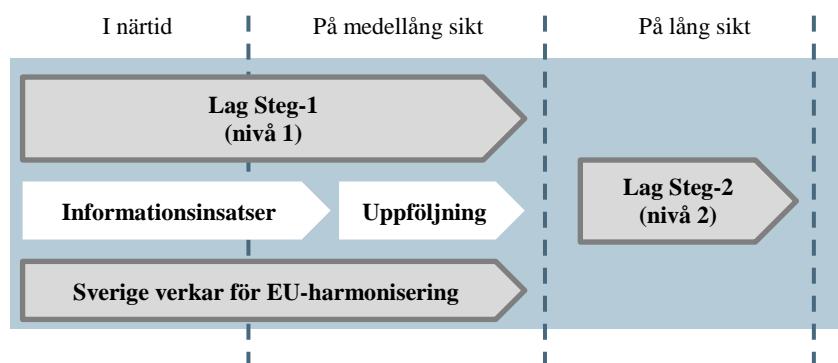 I närtid
På medellång sikt
På lång sikt
Lag Steg-1
(nivå 1)
Informationsinsatser
Uppföljning
Lag Steg-2
(nivå 2)
Sverige verkar för EU-harmonisering